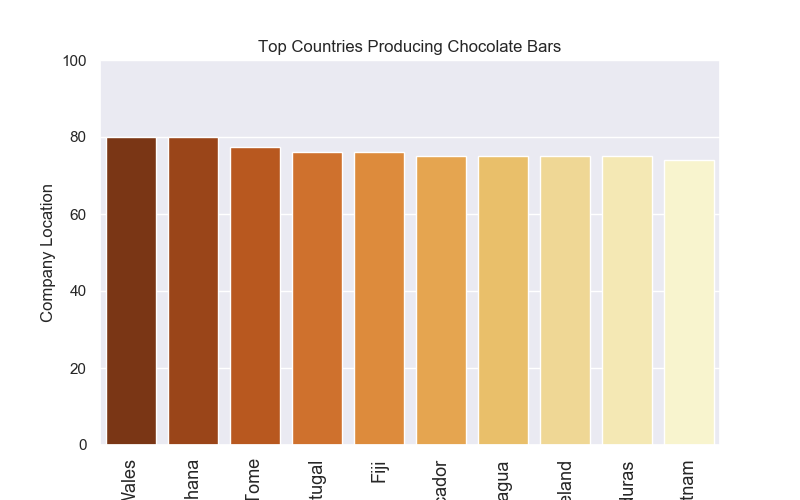 Top Countries Producing Chocolate Bars
100
80
60
40
20
0
Company Location
Wales
hana
Tome
tugal
Fiji
cador
agua
eland
duras
tnam